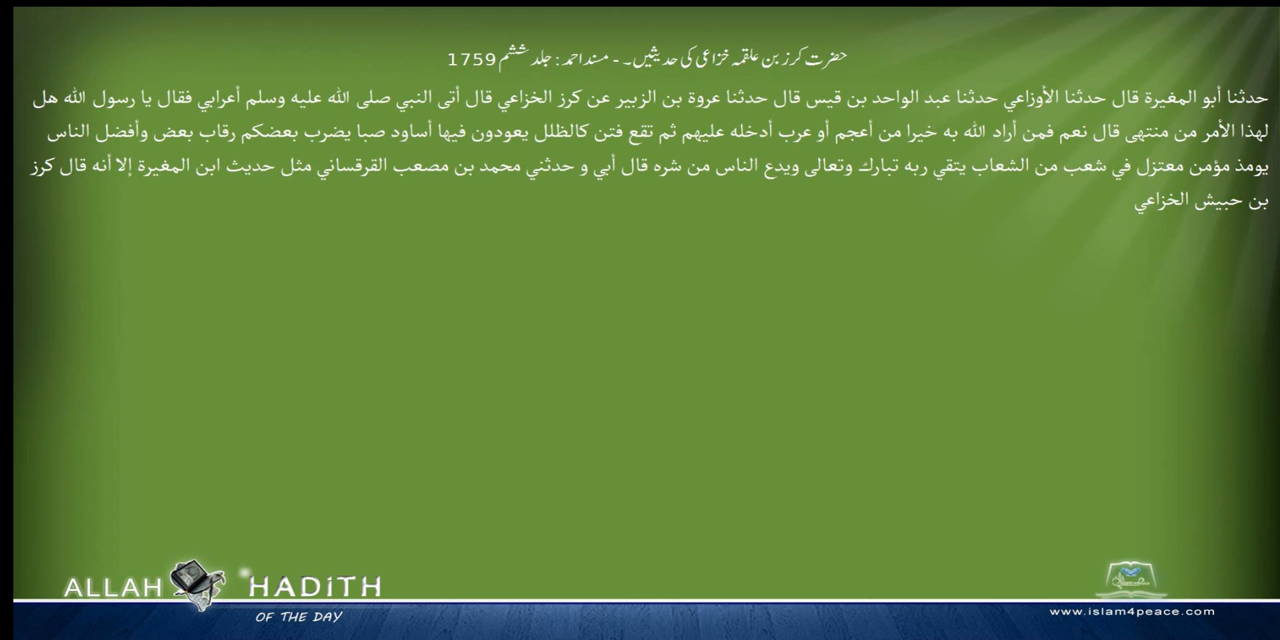 حضرت کرز بن علقمہ خزاعی کی حدیثیں۔ - مسند احمد: جلد ششم 1759
حدثنا أبو المغيرة قال حدثنا الأوزاعي حدثنا عبد الواحد بن قيس قال حدثنا عروة بن الزبير عن كرز الخزاعي قال أتى النبي صلى الله عليه وسلم أعرابي فقال يا رسول الله هل
لهذا الأمر من منتهى قال نعم فمن أراد الله به خيرا من أعجم أو عرب أدخله عليهم ثم تقع فتن كالظلل يعودون فيها أساود صبا يضرب بعضكم رقاب بعض وأفضل الناس
يومذ مؤمن معتزل في شعب من الشعاب يتقي ربه تبارك وتعالى ويدع الناس من شره قال أبي و حدثني محمد بن مصعب القرقساني مثل حديث ابن المغيرة إلا أنه قال كرز
بن حبيش الخزاعي
ALLAH HADITH
OF THE DAY
www.islam4peace.com